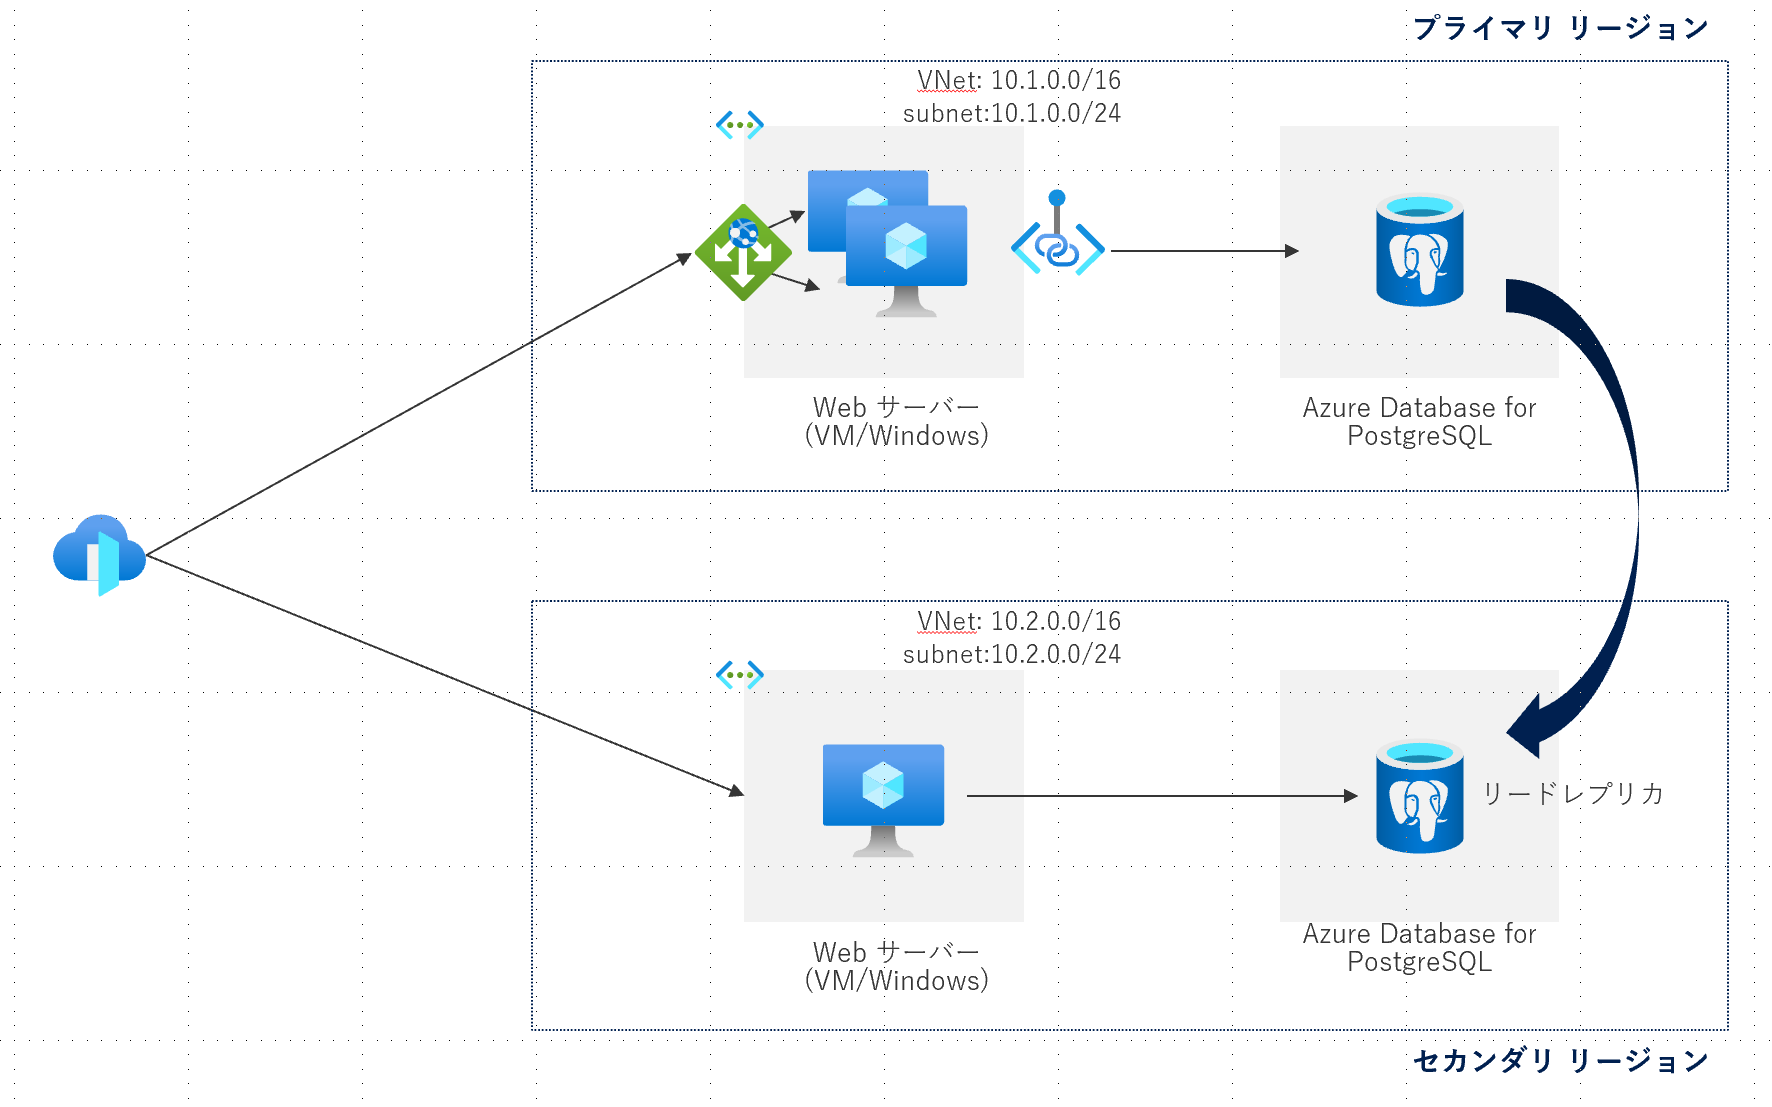 プライマリ リージョン
VNet: 10.1.0.0/16
subnet:10.1.0.0/24
Web サーバー
(VM/Windows)
Azure Database for
PostgreSQL
VNet: 10.2.0.0/16
subnet:10.2.0.0/24
リードレプリカ
Web サーバー
(VM/Windows)
Azure Database for
PostgreSQL
セカンダリ リージョン